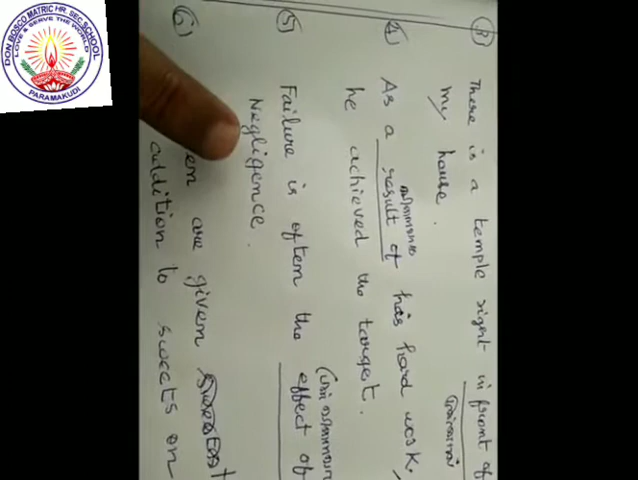 DON BOSCO MATRIC HR. SEC. SCHOOL
LOVE & SERVE THE WORLD
PARAMAKUDI
③ There is a temple right in front of
my house.
④ As a result of his hard work,
he achieved the target.
⑤ Failure is often the effect of
Negligence.
⑥ are given
addition to sweets on